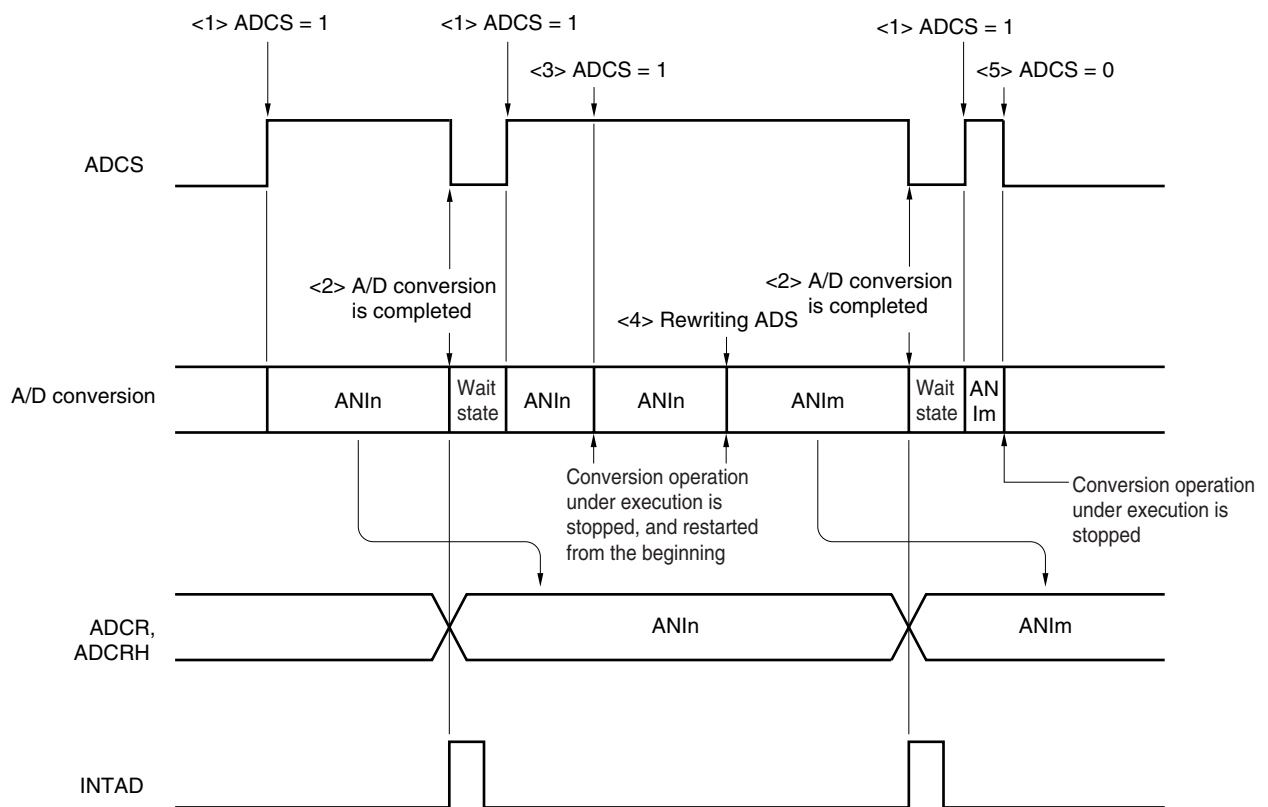 <1> ADCS = 1
<1> ADCS = 1
<1> ADCS = 1
<3> ADCS = 1
<5> ADCS = 0
ADCS
<2> A/D conversion
is completed
<2> A/D conversion
is completed
<4> Rewriting ADS
A/D conversion
ANIn
Wait
state
ANIn
ANIn
ANIm
Wait
state
AN
Im
Conversion operation
under execution is
stopped, and restarted
from the beginning
Conversion operation
under execution is
stopped
ADCR,
ADCRH
ANIn
ANIm
INTAD